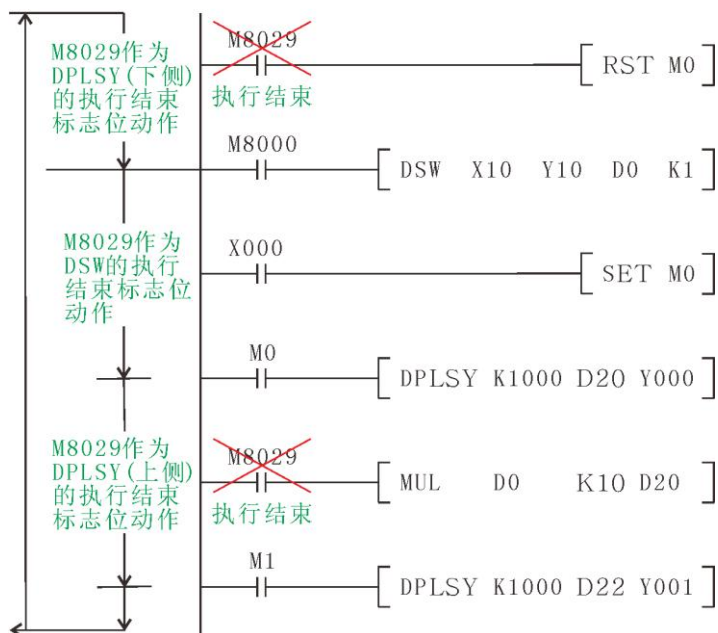 M8029
M8029作为
DPLSY(下侧)
的执行结束
标志位动作
RST M0
执行结束
M8000
DSW X10 Y10 D0 K1
M8029作为
DSW的执行
结束标志位
动作
X000
SET M0
M0
DPLSY K1000 D20 Y000
M8029作为
DPLSY(上侧)
的执行结束
标志位动作
M8029
MUL D0 K10 D20
执行结束
M1
DPLSY K1000 D22 Y001